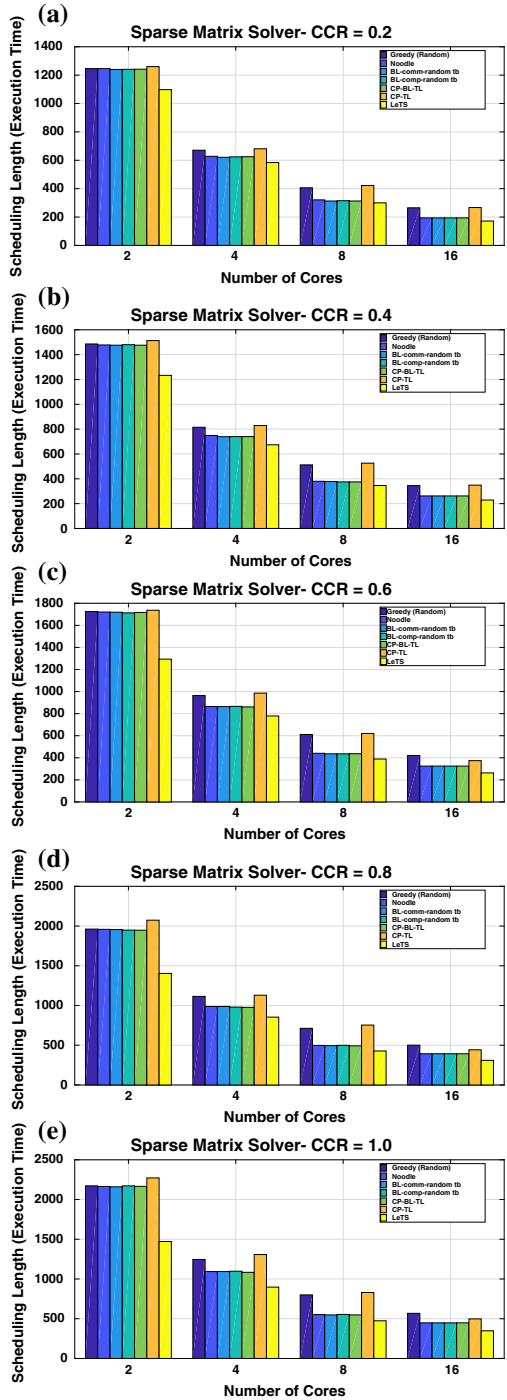 (a)
Sparse Matrix Solver- CCR = 0.2
Scheduling Length (Execution Time)
1400
1200
1000
800
600
400
200
0
Greedy (Random)
Noodle
BL-comm-random tb
BL-comp-random tb
CP-BL-TL
CP-TL
LeTS
2 4 8 16
Number of Cores
(b)
Sparse Matrix Solver- CCR = 0.4
Scheduling Length (Execution Time)
1600
1400
1200
1000
800
600
400
200
0
Greedy (Random)
Noodle
BL-comm-random tb
BL-comp-random tb
CP-BL-TL
CP-TL
LeTS
2 4 8 16
Number of Cores
(c)
Sparse Matrix Solver- CCR = 0.6
Scheduling Length (Execution Time)
1800
1600
1400
1200
1000
800
600
400
200
0
Greedy (Random)
Noodle
BL-comm-random tb
BL-comp-random tb
CP-BL-TL
CP-TL
LeTS
2 4 8 16
Number of Cores
(d)
Sparse Matrix Solver- CCR = 0.8
Scheduling Length (Execution Time)
2500
2000
1500
1000
500
0
Greedy (Random)
Noodle
BL-comm-random tb
BL-comp-random tb
CP-BL-TL
CP-TL
LeTS
2 4 8 16
Number of Cores
(e)
Sparse Matrix Solver- CCR = 1.0
Scheduling Length (Execution Time)
2500
2000
1500
1000
500
0
Greedy (Random)
Noodle
BL-comm-random tb
BL-comp-random tb
CP-BL-TL
CP-TL
LeTS
2 4 8 16
Number of Cores